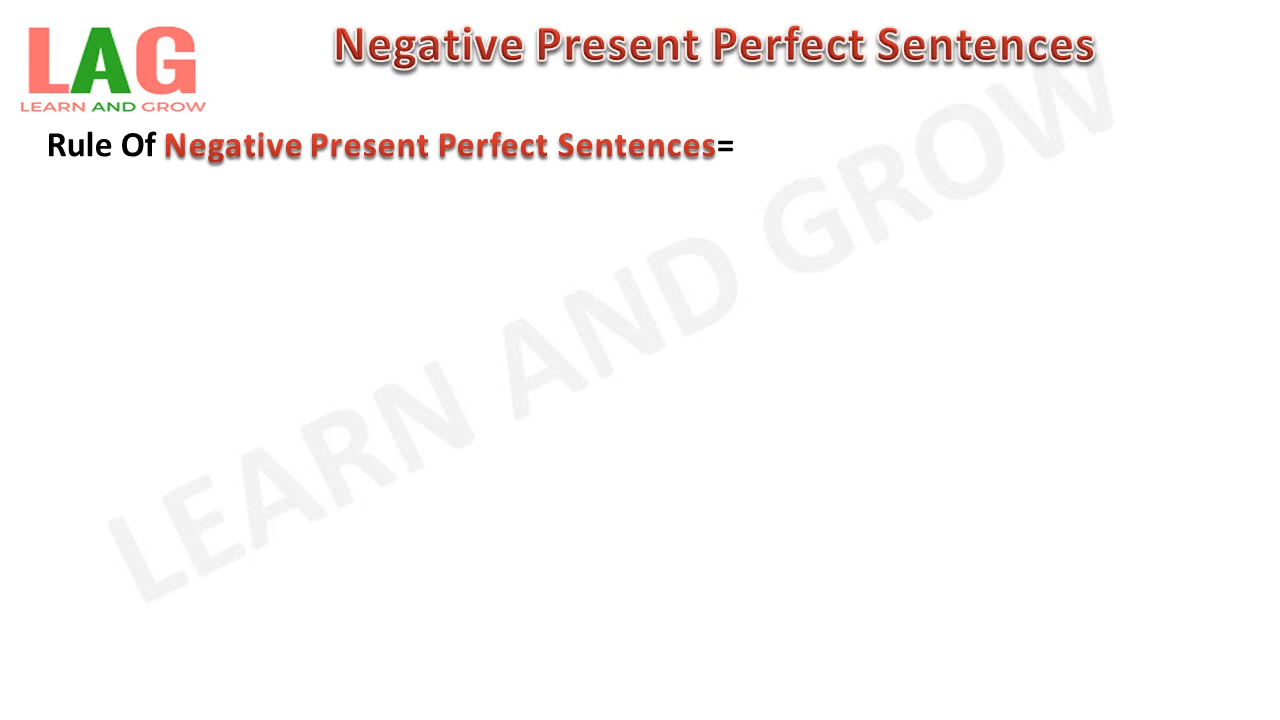 LAG
LEARN AND GROW
Negative Present Perfect Sentences
Rule Of Negative Present Perfect Sentences=
LEARN AND GROW